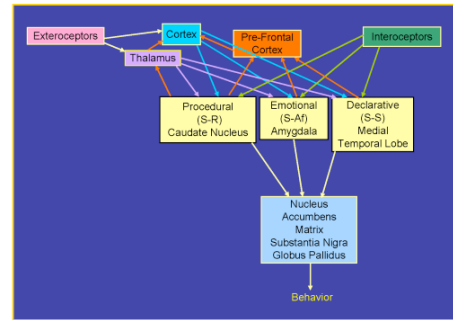 Exteroceptors
Cortex
Pre-Frontal
Cortex
Interoceptors
Thalamus
Procedural
(S-R)
Caudate Nucleus
Emotional
(S-Af)
Amygdala
Declarative
(S-S)
Medial
Temporal Lobe
Nucleus
Accumbens
Matrix
Substantia Nigra
Globus Pallidus
Behavior